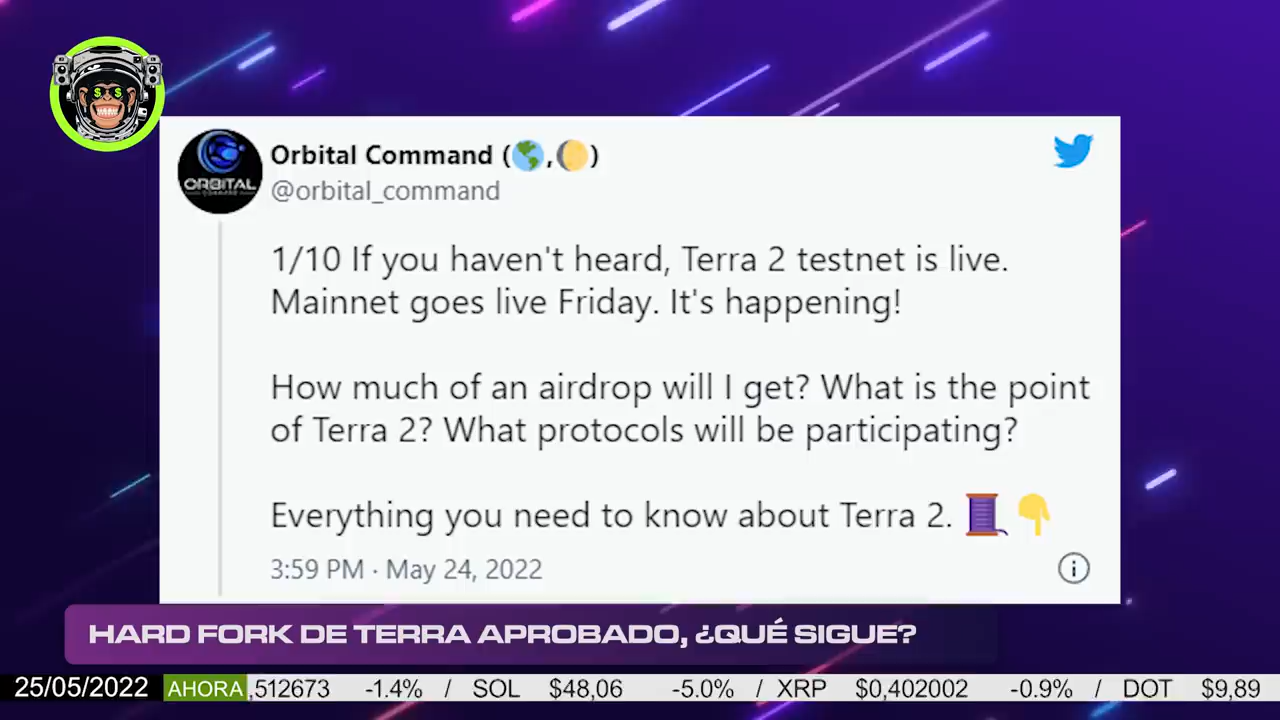 Orbital Command (🌎,🌖)
@orbital_command
ORBITAL
1/10 If you haven't heard, Terra 2 testnet is live.
Mainnet goes live Friday. It's happening!
How much of an airdrop will I get? What is the point
of Terra 2? What protocols will be participating?
Everything you need to know about Terra 2. 🧵👇
3:59 PM · May 24, 2022
HARD FORK DE TERRA APROBADO, ¿QUÉ SIGUE?
25/05/2022 AHORA ,512673 -1.4% / SOL $48,06 -5.0% / XRP $0,402002 -0.9% / DOT $9,89